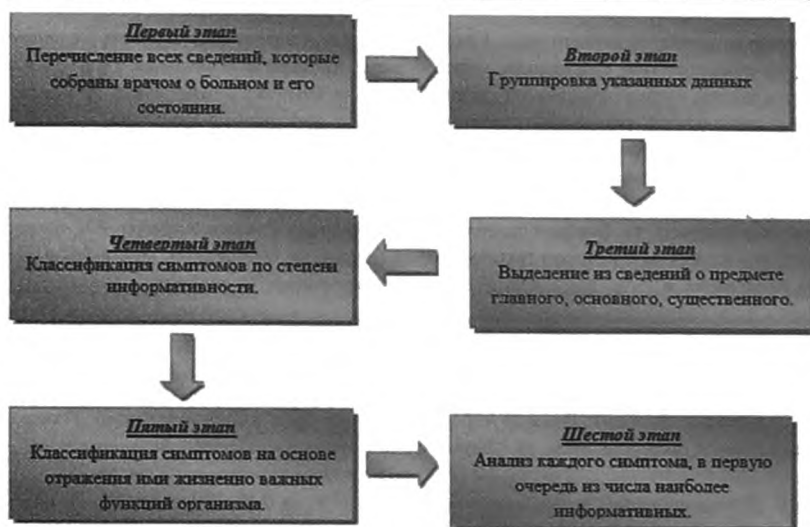 Первый этап
Перечисление всех сведений, которые
собраны врачом о больном и его
состоянии.
Второй этап
Группировка указанных данных
Третий этап
Выделение из сведений о предмете
главного, основного, существенного.
Четвертый этап
Классификация симптомов по степени
информативности.
Пятый этап
Классификация симптомов на основе
отражения ими жизненно важных
функций организма.
Шестой этап
Анализ каждого симптома, в первую
очередь из числа наиболее
информативных.